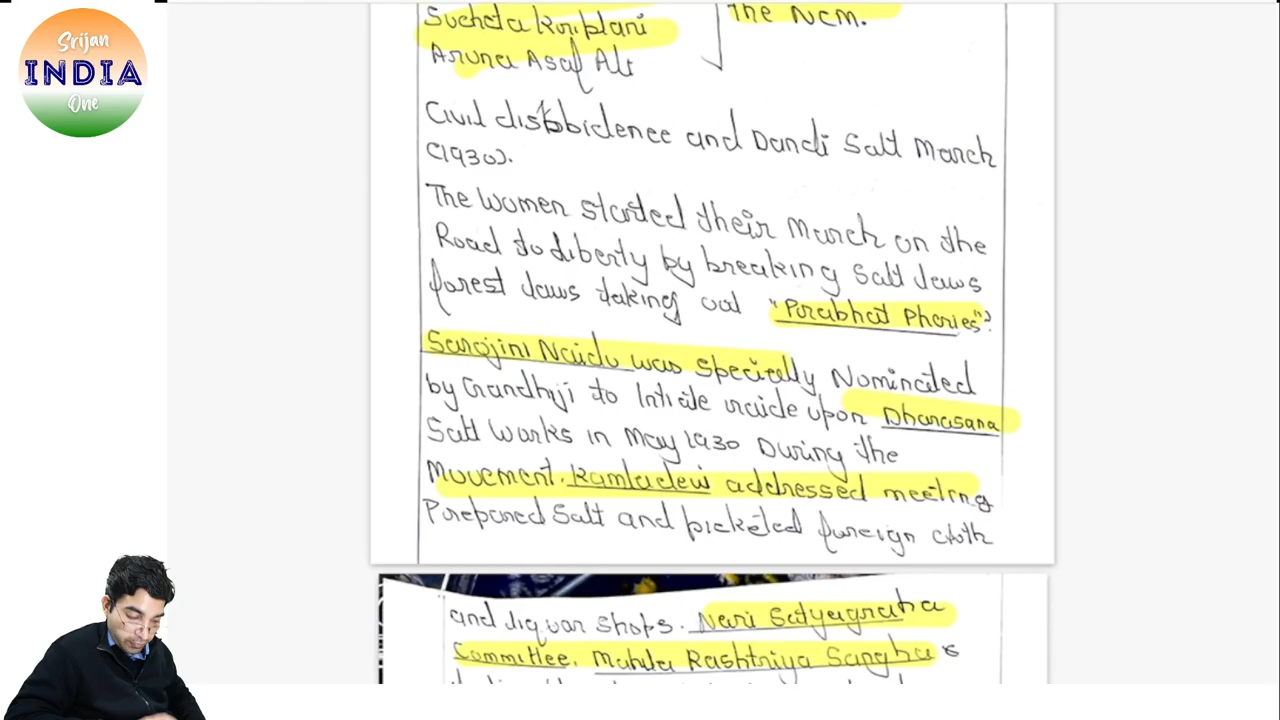 Srijan
INDIA
One
Sucheta Kriplani
the NCM.
Aruna Asaf Ali
Civil disobbidence and Dandi Salt March
(1930).
The women started their March on the
Road to liberty by breaking salt laws
forest laws taking out "Prabhat Pheries".
Sarojini Naidu was specially Nominated
by Gandhiji to Intiate raide upon Dharasana
Salt Works in May 1930 During the
Movement. Kamladevi addressed meeting
Prepared Salt and picketed foreign cloth
and liquor shops. Nari Satyagraha
Committee, Mahila Rashtriya Sangha &